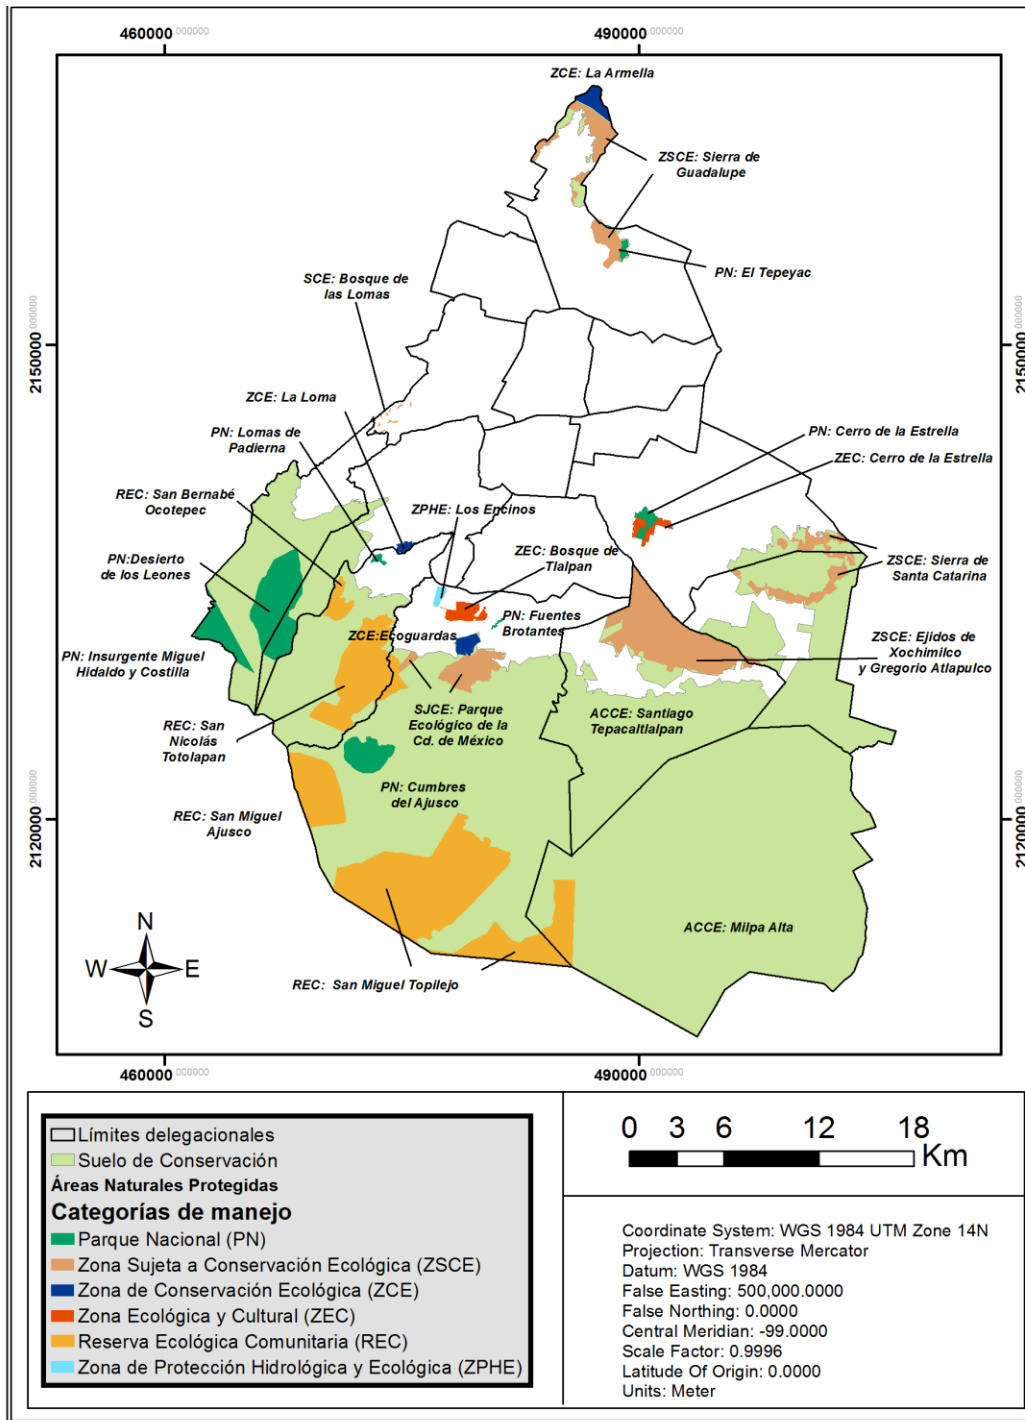 460000.000000
490000.000000
ZCE: La Armella
ZSCE: Sierra de
Guadalupe
PN: El Tepeyac
SCE: Bosque de
las Lomas
2150000.000000
2150000.000000
ZCE: La Loma
PN: Lomas de
Padierna
PN: Cerro de la Estrella
ZEC: Cerro de la Estrella
REC: San Bernabé
Ocotepec
ZPHE: Los Encinos
ZEC: Bosque de
Tlalpan
PN:Desierto
de los Leones
ZSCE: Sierra de
Santa Catarina
PN: Fuentes
Brotantes
ZCE:Ecoguardas
ZSCE: Ejidos de
Xochimilco
y Gregorio Atlapulco
PN: Insurgente Miguel
Hidaldo y Costilla
SJCE: Parque
Ecológico de la
Cd. de México
ACCE: Santiago
Tepacaltlalpan
REC: San
Nicolás
Totolapan
PN: Cumbres
del Ajusco
REC: San Miguel
Ajusco
2120000.000000
2120000.000000
ACCE: Milpa Alta
N
W
E
S
REC:  San Miguel Topilejo
460000.000000
490000.000000
Límites delegacionales
Suelo de Conservación
Áreas Naturales Protegidas
Categorías de manejo
Parque Nacional (PN)
Zona Sujeta a Conservación Ecológica (ZSCE)
Zona de Conservación Ecológica (ZCE)
Zona Ecológica y Cultural (ZEC)
Reserva Ecológica Comunitaria (REC)
Zona de Protección Hidrológica y Ecológica (ZPHE)
0 3 6 12 18
Km
Coordinate System: WGS 1984 UTM Zone 14N
Projection: Transverse Mercator
Datum: WGS 1984
False Easting: 500,000.0000
False Northing: 0.0000
Central Meridian: -99.0000
Scale Factor: 0.9996
Latitude Of Origin: 0.0000
Units: Meter